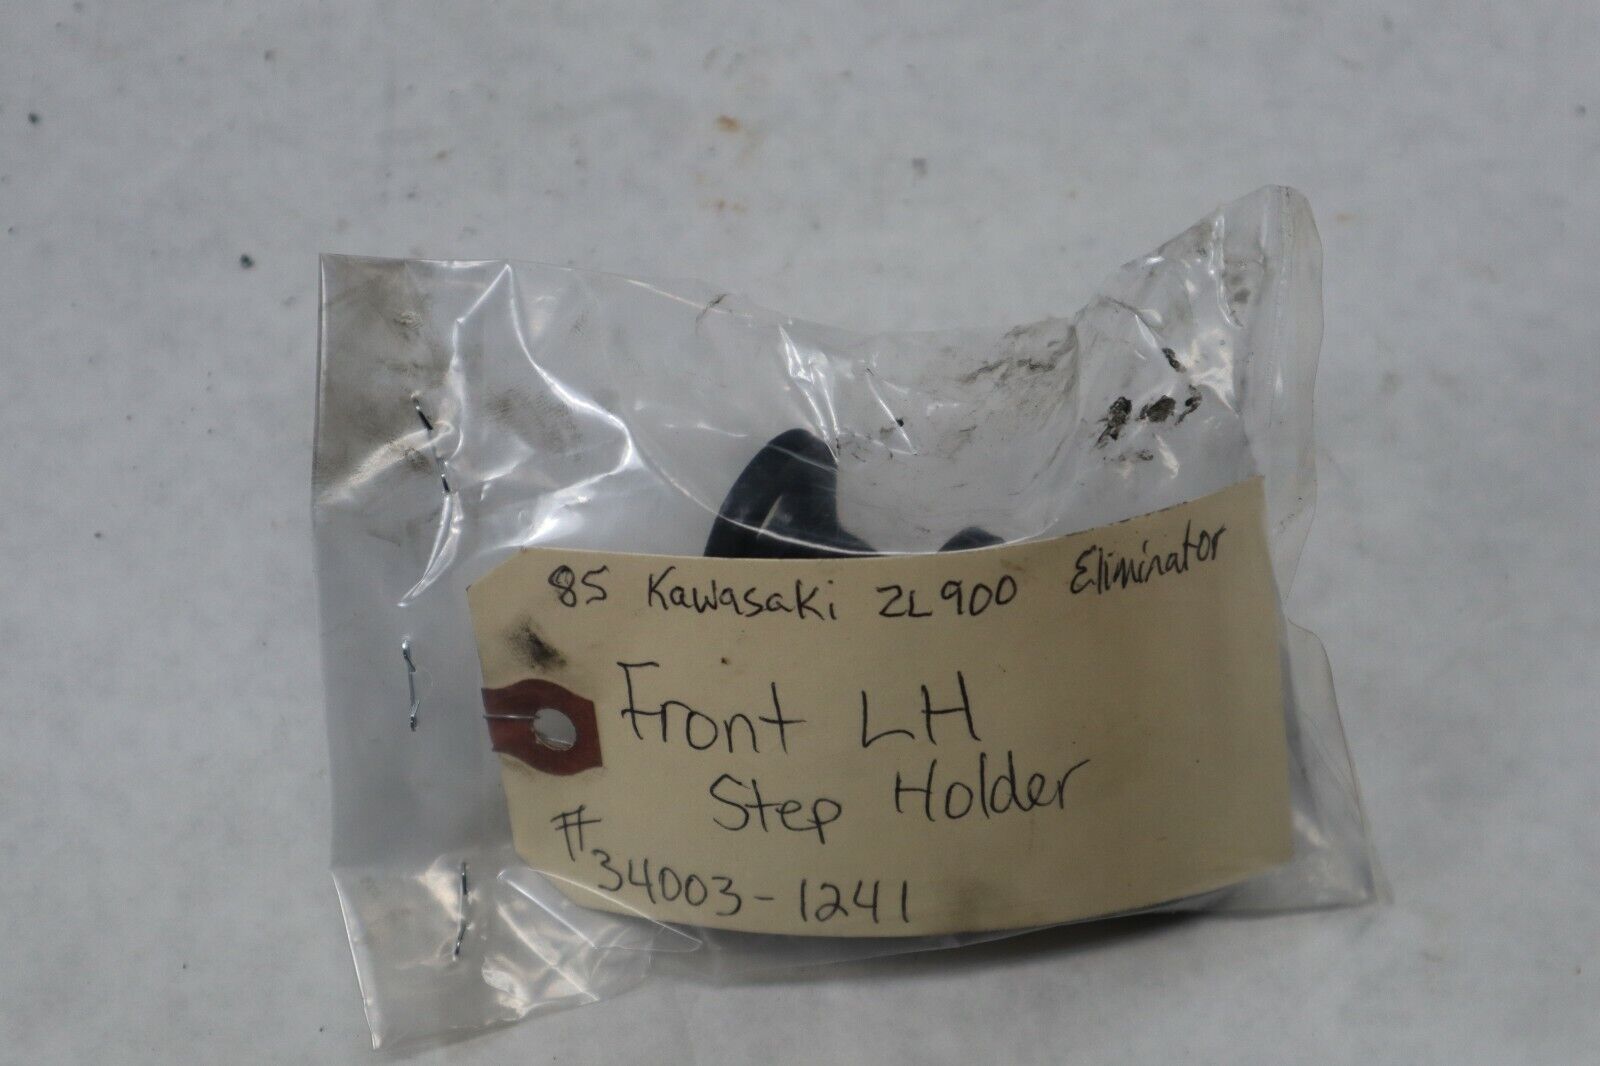 85 Kawasaki ZL900 Eliminator
Front LH
Step Holder
#34003-1241